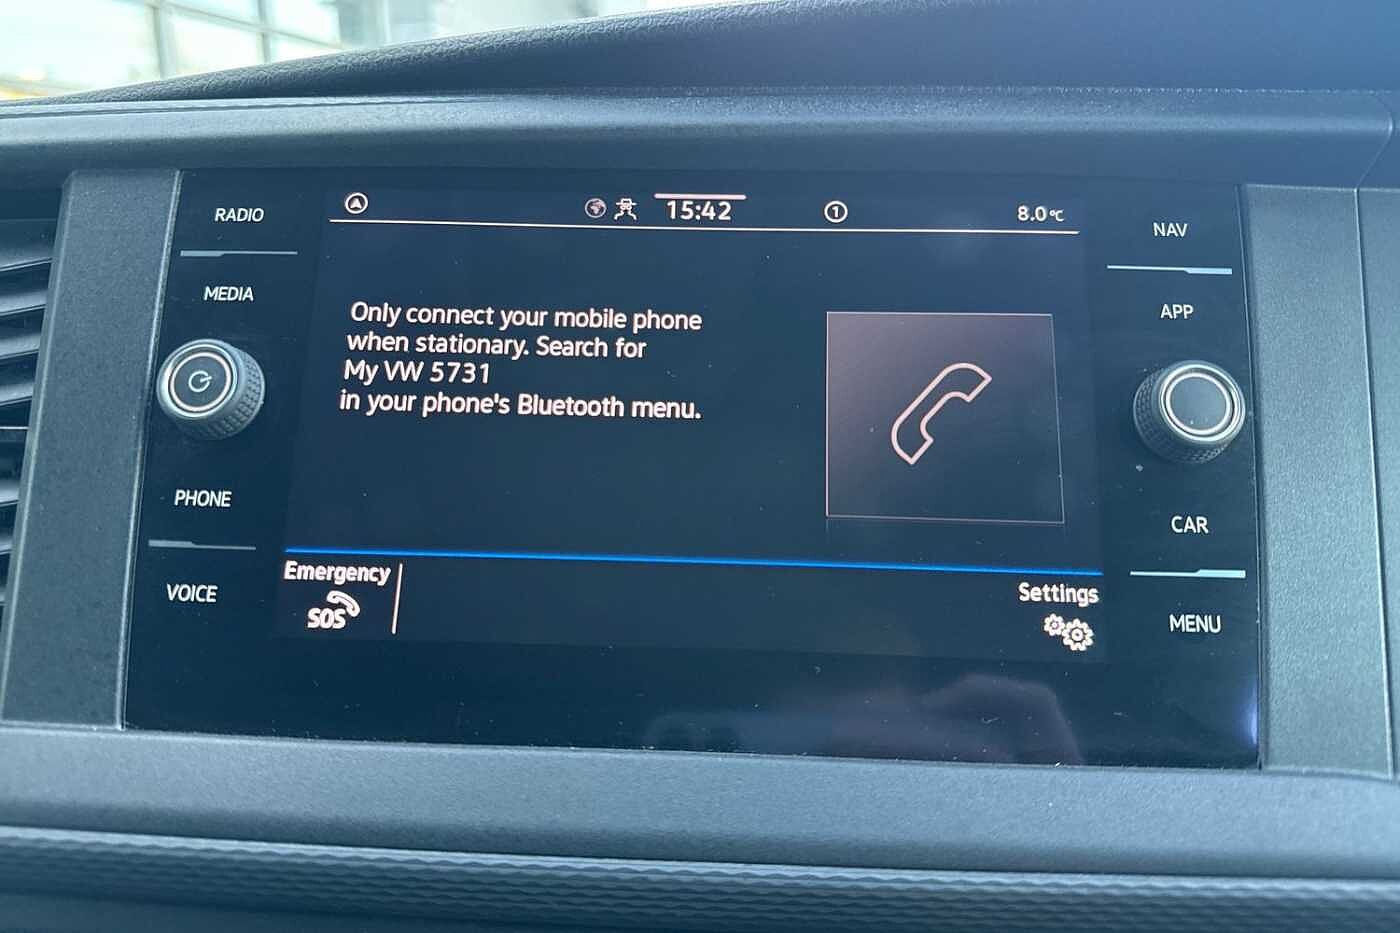 RADIO
MEDIA
PHONE
VOICE
15:42
1
8.0°C
Only connect your mobile phone
when stationary. Search for
My VW 5731
in your phone's Bluetooth menu.
Emergency
SOS
Settings
NAV
APP
CAR
MENU